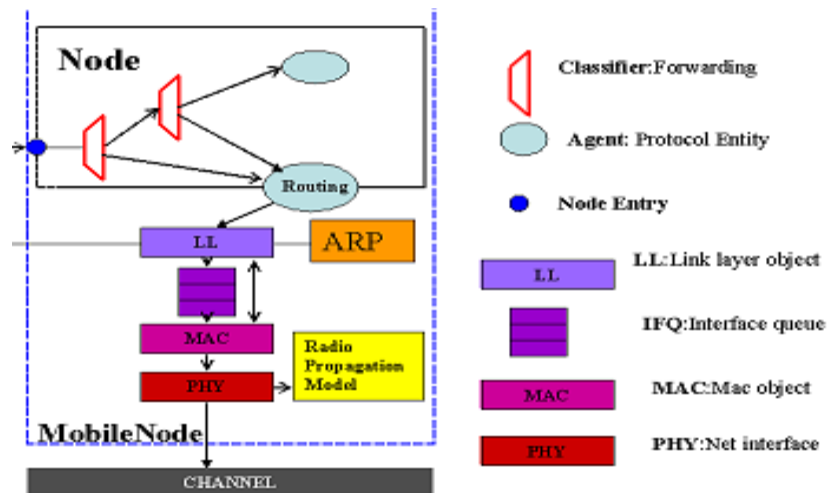 Node
Routing
LL
ARP
MAC
Radio
Propagation
Model
PHY
MobileNode
CHANNEL
Classifier:Forwarding
Agent: Protocol Entity
Node Entry
LL
LL:Link layer object
IFQ:Interface queue
MAC
MAC:Mac object
PHY
PHY:Net interface